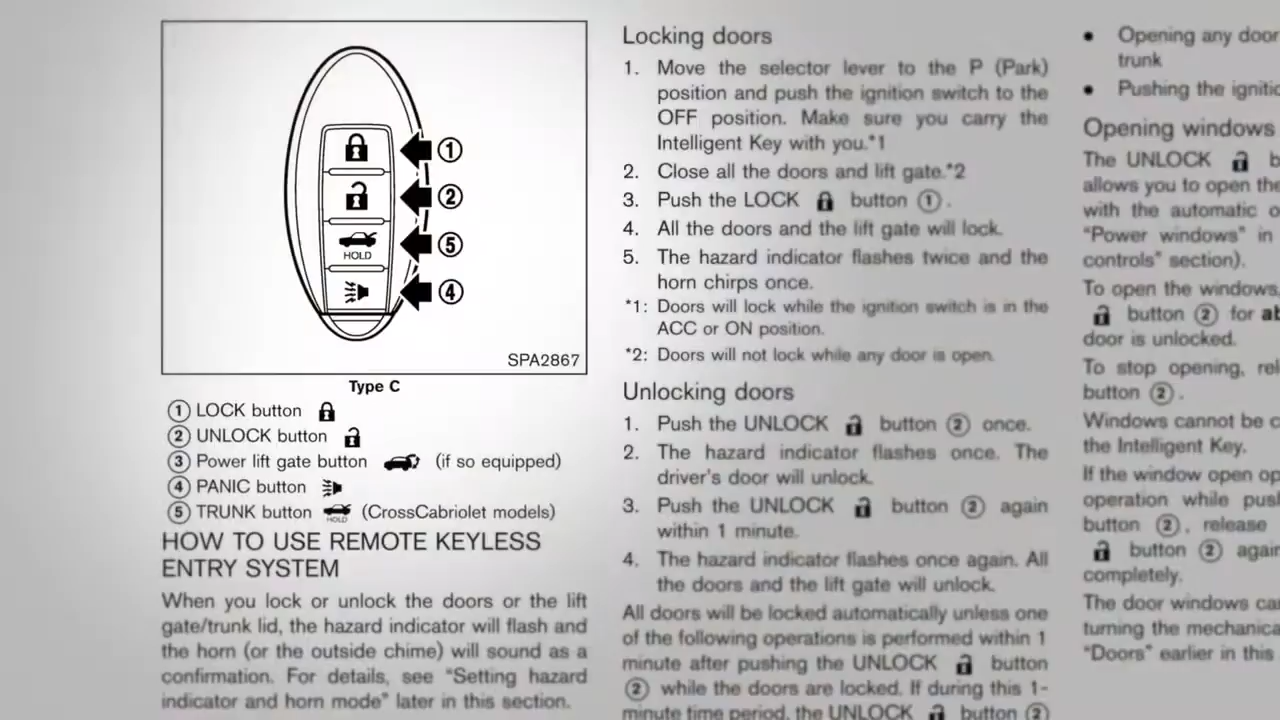 ①
②
HOLD
⑤
④
SPA2867
Type C
① LOCK button
② UNLOCK button
③ Power lift gate button (if so equipped)
④ PANIC button
⑤ TRUNK button HOLD (CrossCabriolet models)
HOW TO USE REMOTE KEYLESS
ENTRY SYSTEM
When you lock or unlock the doors or the lift
gate/trunk lid, the hazard indicator will flash and
the horn (or the outside chime) will sound as a
confirmation. For details, see “Setting hazard
indicator and horn mode” later in this section.
Locking doors
1. Move the selector lever to the P (Park)
position and push the ignition switch to the
OFF position. Make sure you carry the
Intelligent Key with you.*1
2. Close all the doors and lift gate.*2
3. Push the LOCK button ①.
4. All the doors and the lift gate will lock.
5. The hazard indicator flashes twice and the
horn chirps once.
*1: Doors will lock while the ignition switch is in the
ACC or ON position.
*2: Doors will not lock while any door is open.
Unlocking doors
1. Push the UNLOCK button ② once.
2. The hazard indicator flashes once. The
driver’s door will unlock.
3. Push the UNLOCK button ② again
within 1 minute.
4. The hazard indicator flashes once again. All
the doors and the lift gate will unlock.
All doors will be locked automatically unless one
of the following operations is performed within 1
minute after pushing the UNLOCK button
② while the doors are locked. If during this 1-
minute time period, the UNLOCK button ②
• Opening any door
trunk
• Pushing the
Opening windows
The UNLOCK
allows you to open the
with the automatic
“Power windows” in
controls” section).
To open the windows,
button ② for
door is unlocked.
To stop opening,
button ②.
Windows cannot be
the Intelligent Key.
If the window open
operation while
button ②, release
button ② again
completely.
The door windows
turning the
“Doors” earlier in this